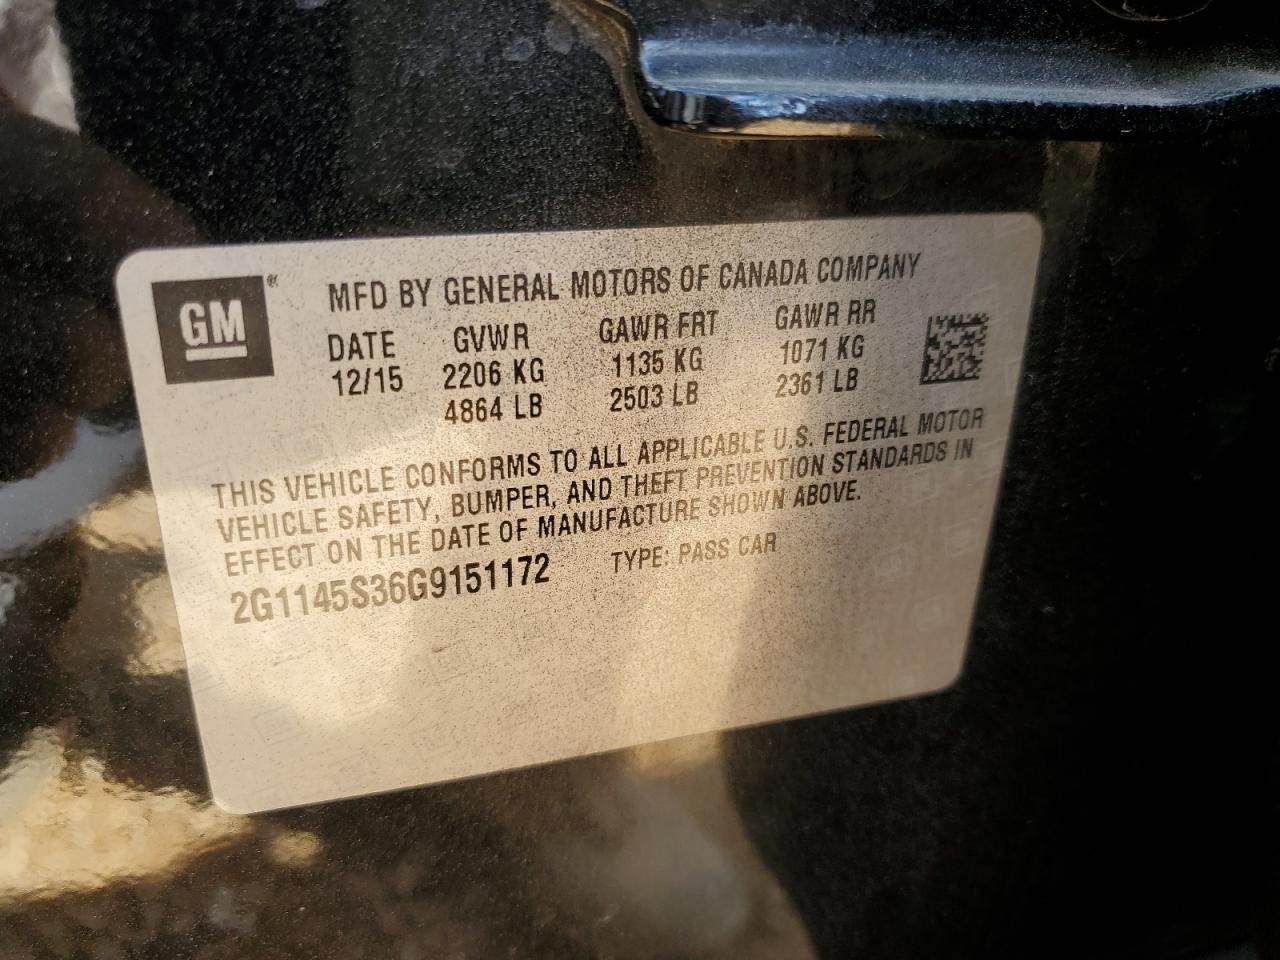 GM®
MFD BY GENERAL MOTORS OF CANADA COMPANY
DATE GVWR GAWR FRT GAWR RR
12/15 2206 KG 1135 KG 1071 KG
4864 LB 2503 LB 2361 LB
THIS VEHICLE CONFORMS TO ALL APPLICABLE U.S. FEDERAL MOTOR
VEHICLE SAFETY, BUMPER, AND THEFT PREVENTION STANDARDS IN
EFFECT ON THE DATE OF MANUFACTURE SHOWN ABOVE.
2G1145S36G9151172 TYPE: PASS CAR